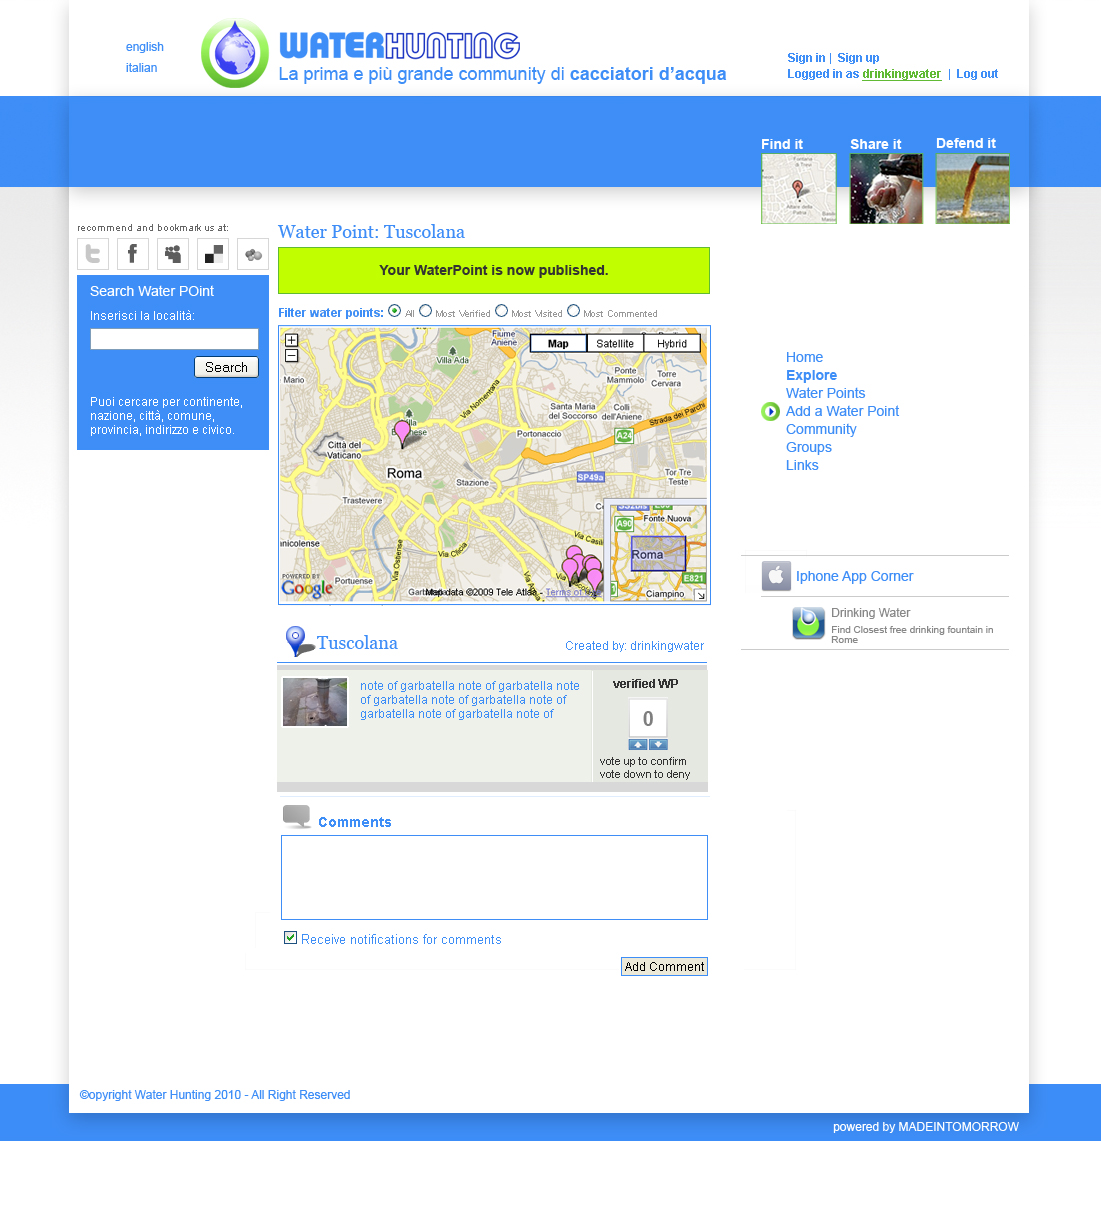 english
italian
WATERHUNTING
La prima e più grande community di cacciatori d'acqua
Sign in | Sign up
Logged in as drinkingwater | Log out
Find it
Share it
Defend it
recommend and bookmark us at:
Search Water POint
Inserisci la località:
Search
Puoi cercare per continente,
nazione, città, comune,
provincia, indirizzo e civico.
Water Point: Tuscolana
Your WaterPoint is now published.
Filter water points: All Most Verified Most Visited Most Commented
Map
Satellite
Hybrid
Fiume
Aniene
Villa Ada
Mario
Ponte
Mammolo
Torre
Cervara
Via Nomentana
Santa Maria
del Soccorso
Colli
dell'Aniene
Strada dei Parchi
Portonaccio
A24
Città del
Vaticano
Roma
Stazione
SP49a
Tor Tre
Teste
Trastevere
nicolense
Via Ostense
Via Cilicia
Via Casili
Portuense
POWERED BY
Google
Map data ©2009 Tele Atlas - Terms of
A90
Fonte Nuova
Roma
E821
Ciampino
Tuscolana
Created by: drinkingwater
note of garbatella note of garbatella note
of garbatella note of garbatella note of
garbatella note of garbatella note of
verified WP
0
vote up to confirm
vote down to deny
Comments
Receive notifications for comments
Add Comment
Home
Explore
Water Points
Add a Water Point
Community
Groups
Links
Iphone App Corner
Drinking Water
Find Closest free drinking fountain in
Rome
©opyright Water Hunting 2010 - All Right Reserved
powered by MADEINTOMORROW